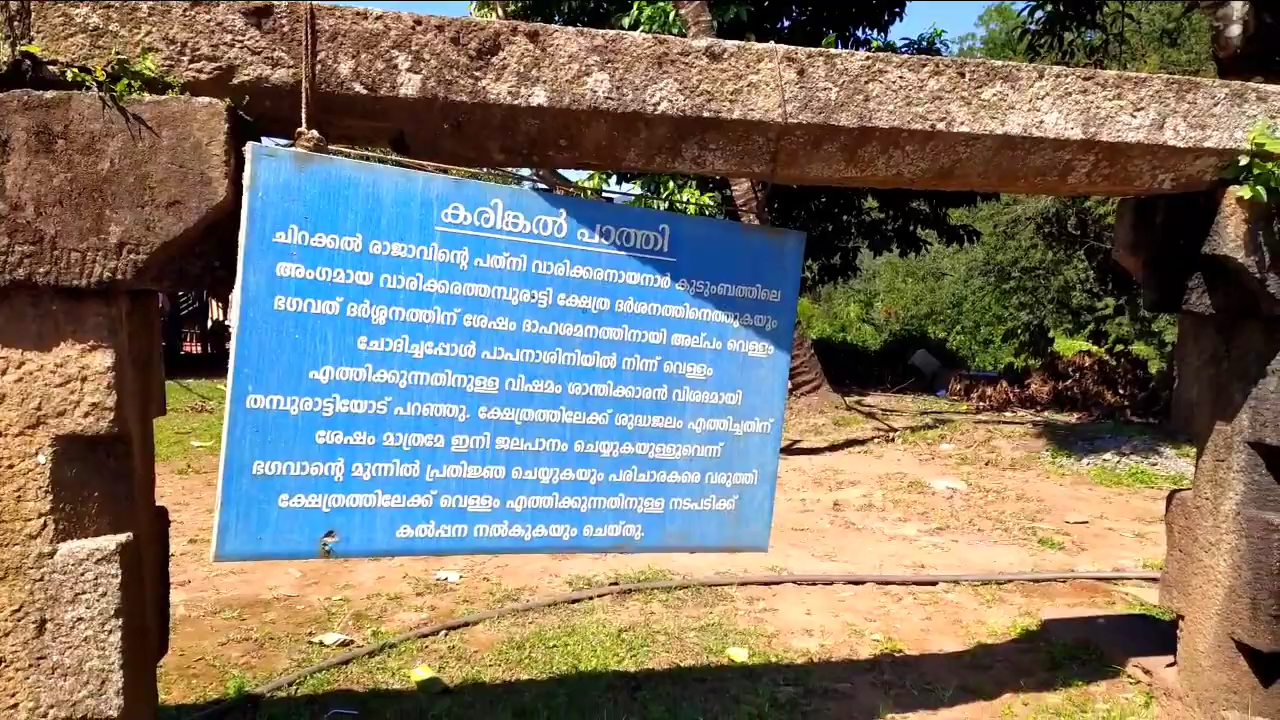 കരിങ്കൽ പാത്തി
ചിറക്കൽ രാജാവിന്റെ പത്നി വാരിക്കരനായനാർ കുടുംബത്തിലെ
അംഗമായ വാരിക്കരത്തമ്പുരാട്ടി ക്ഷേത്ര ദർശനത്തിനെത്തുകയും
ഭഗവത് ദർശ്ശനത്തിന് ശേഷം ദാഹശമനത്തിനായി അല്പം വെള്ളം
ചോദിച്ചപ്പോൾ പാപനാശിനിയിൽ നിന്ന് വെള്ളം
എത്തിക്കുന്നതിനുള്ള വിഷമം ശാന്തിക്കാരൻ വിശദമായി
തമ്പുരാട്ടിയോട് പറഞ്ഞു. ക്ഷേത്രത്തിലേക്ക് ശുദ്ധജലം എത്തിച്ചതിന്
ശേഷം മാത്രമേ ഇനി ജലപാനം ചെയ്യുകയുള്ളൂവെന്ന്
ഭഗവാന്റെ മുന്നിൽ പ്രതിജ്ഞ ചെയ്യുകയും പരിചാരകരെ വരുത്തി
ക്ഷേത്രത്തിലേക്ക് വെള്ളം എത്തിക്കുന്നതിനുള്ള നടപടിക്ക്
കൽപ്പന നൽകുകയും ചെയ്തു.